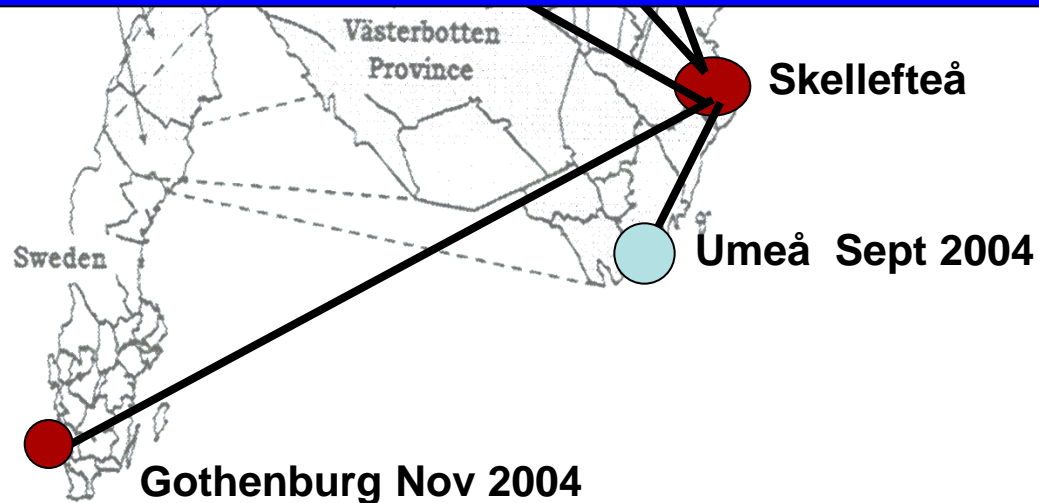 Västerbotten
Province
Skellefteå
Umeå Sept 2004
Sweden
Gothenburg Nov 2004